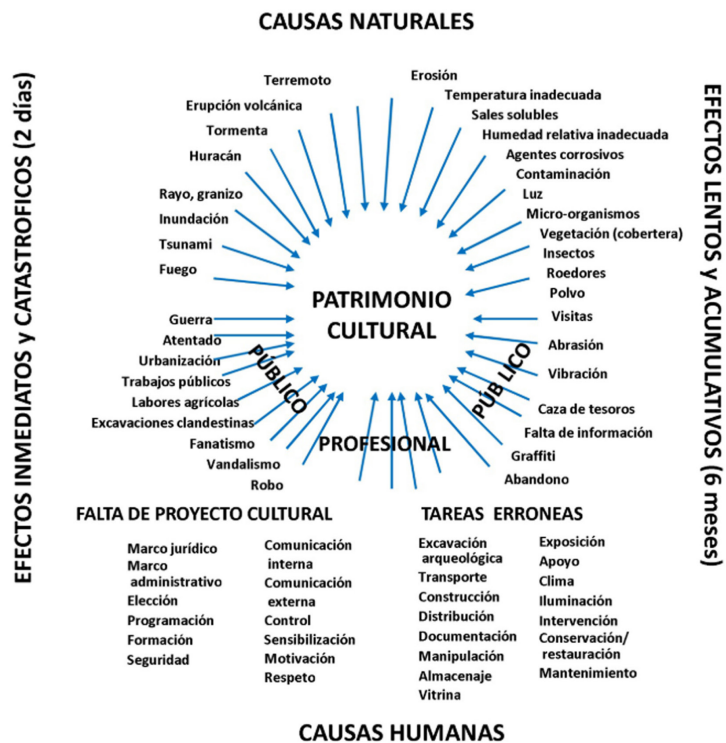 CAUSAS NATURALES
EFECTOS INMEDIATOS y CATASTROFICOS (2 días)
Terremoto
Erupción volcánica
Tormenta
Huracán
Rayo, granizo
Inundación
Tsunami
Fuego
Guerra
Atentado
Urbanización
Trabajos públicos
Labores agrícolas
Excavaciones clandestinas
Fanatismo
Vandalismo
Robo
PÚBLICO
PATRIMONIO
CULTURAL
PROFESIONAL
PÚB LICO
Erosión
Temperatura inadecuada
Sales solubles
Humedad relativa inadecuada
Agentes corrosivos
Contaminación
Luz
Micro-organismos
Vegetación (cobertera)
Insectos
Roedores
Polvo
Visitas
Abrasión
Vibración
Caza de tesoros
Falta de información
Graffiti
Abandono
EFECTOS LENTOS y ACUMULATIVOS (6 meses)
FALTA DE PROYECTO CULTURAL
Marco jurídico
Marco
administrativo
Elección
Programación
Formación
Seguridad
Comunicación
interna
Comunicación
externa
Control
Sensibilización
Motivación
Respeto
TAREAS ERRONEAS
Excavación
arqueológica
Transporte
Construcción
Distribución
Documentación
Manipulación
Almacenaje
Vitrina
Exposición
Apoyo
Clima
Iluminación
Intervención
Conservación/
restauración
Mantenimiento
CAUSAS HUMANAS